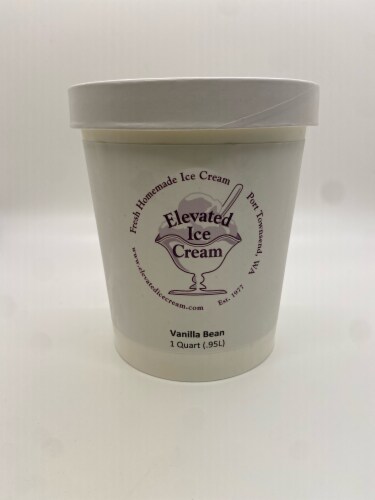 Fresh Homemade Ice Cream
Port Townsend, WA
Elevated
Ice
Cream
www.elevatedicecream.com
Est. 1977
Vanilla Bean
1 Quart (.95L)